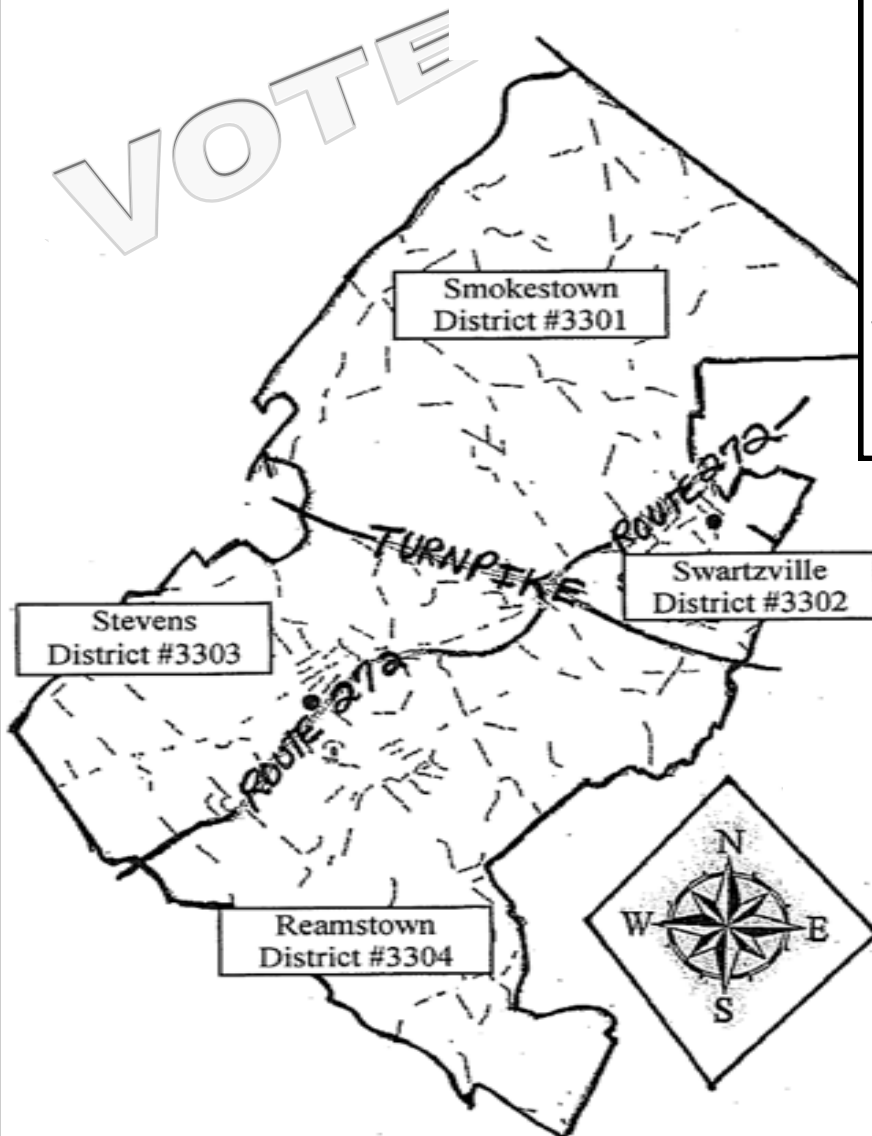 VOTE
Smokestown
District #3301
ROUTE 272
TURNPIKE
Swartzville
District #3302
Stevens
District #3303
ROUTE 272
N
W E
S
Reamstown
District #3304